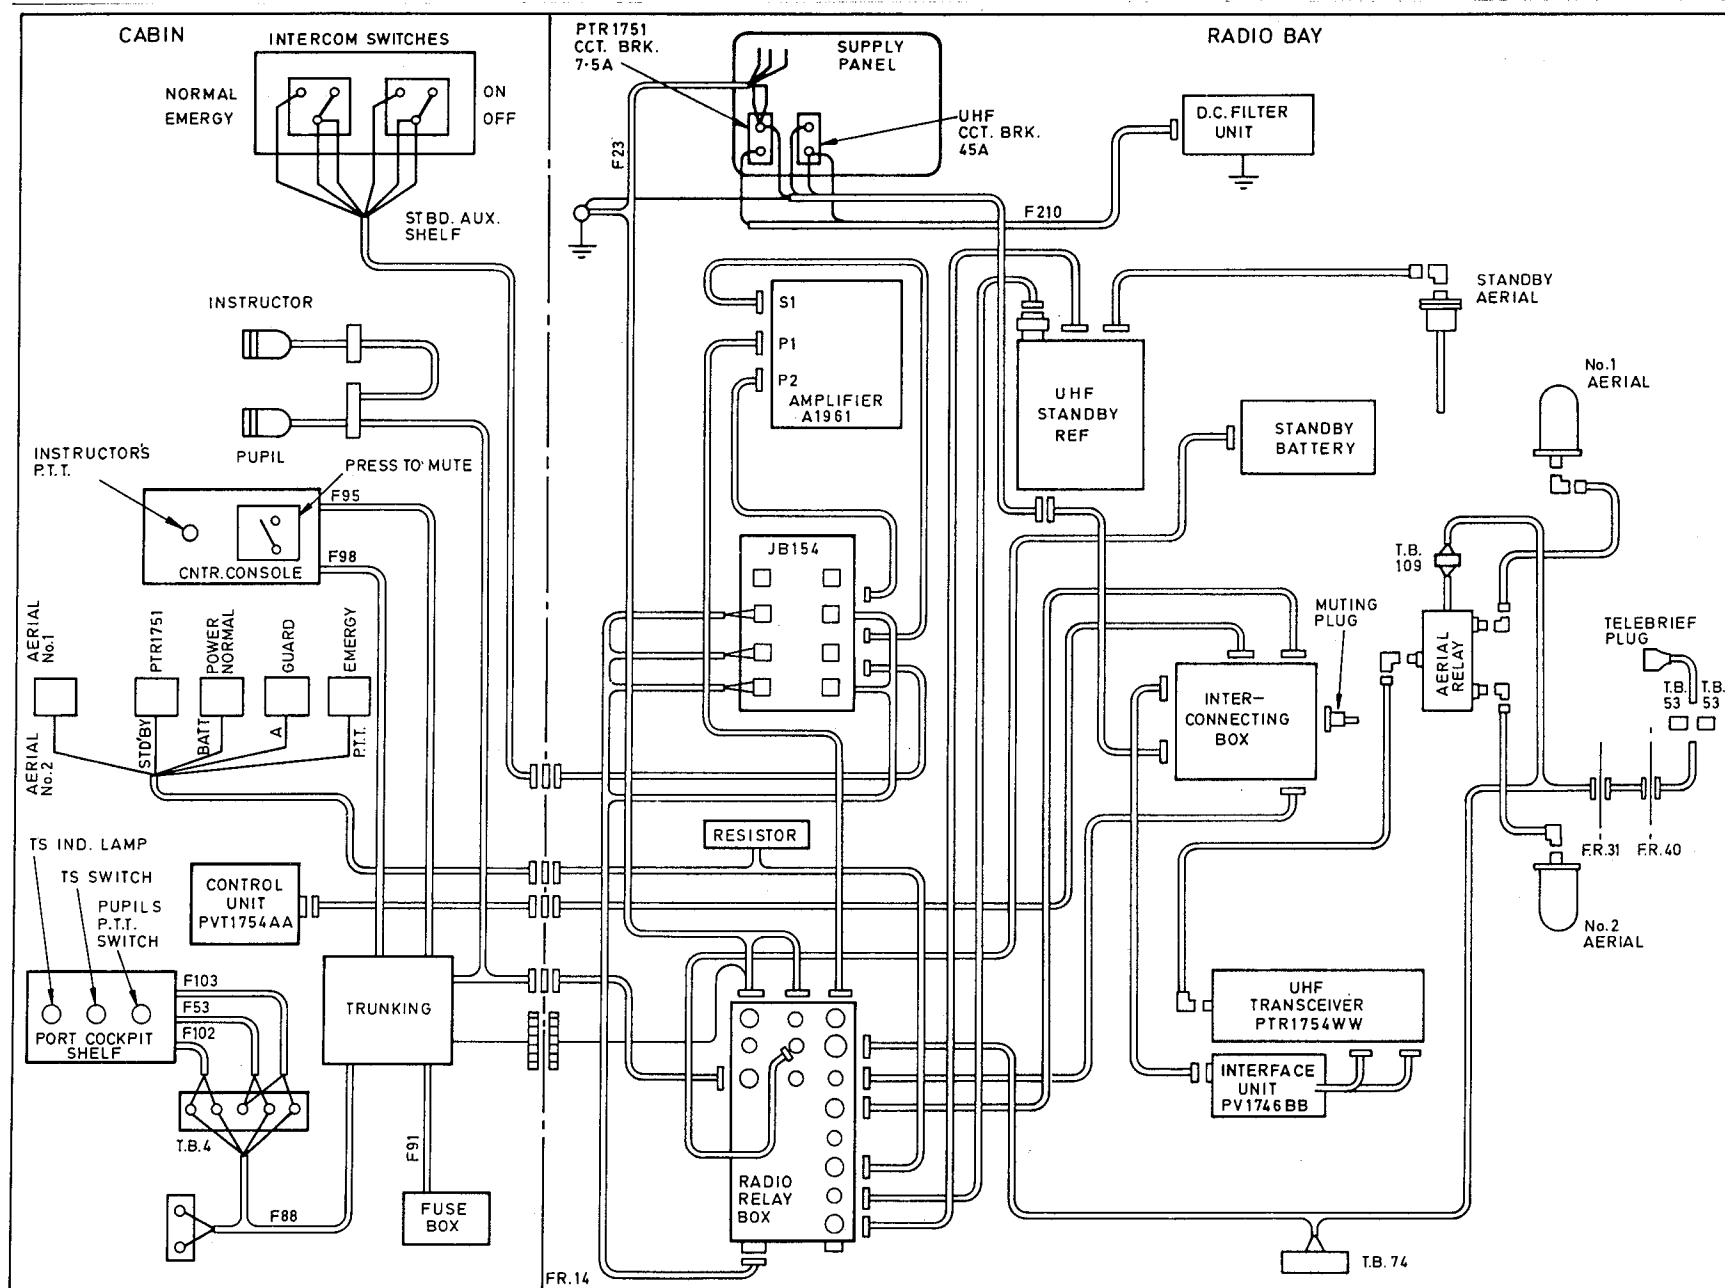 CABIN
INTERCOM SWITCHES
NORMAL
EMERGY
ON
OFF
STBD. AUX.
SHELF
PTR1751
CCT. BRK.
7·5A
SUPPLY
PANEL
UHF
CCT. BRK.
45A
RADIO BAY
D.C. FILTER
UNIT
F23
F210
INSTRUCTOR
PUPIL
S1
P1
P2
AMPLIFIER
A1961
UHF
STANDBY
REF
STANDBY
AERIAL
STANDBY
BATTERY
No.1
AERIAL
INSTRUCTOR'S
P.T.T.
PRESS TO MUTE
F95
F98
CNTR. CONSOLE
JB154
T.B.
109
AERIAL
RELAY
MUTING
PLUG
TELEBRIEF
PLUG
T.B.
53
T.B.
53
AERIAL
No.1
AERIAL
No.2
PTR1751
STD'BY
POWER
NORMAL
BATT
GUARD
A
EMERGY
P.T.T.
INTER-
CONNECTING
BOX
RESISTOR
F.R.31
F.R.40
No.2
AERIAL
TS IND. LAMP
TS SWITCH
PUPILS
P.T.T.
SWITCH
CONTROL
UNIT
PVT1754AA
F103
F53
F102
PORT COCKPIT
SHELF
TRUNKING
T.B.4
F88
F91
FUSE
BOX
RADIO
RELAY
BOX
UHF
TRANSCEIVER
PTR1754WW
INTERFACE
UNIT
PV1746BB
FR.14
T.B. 74